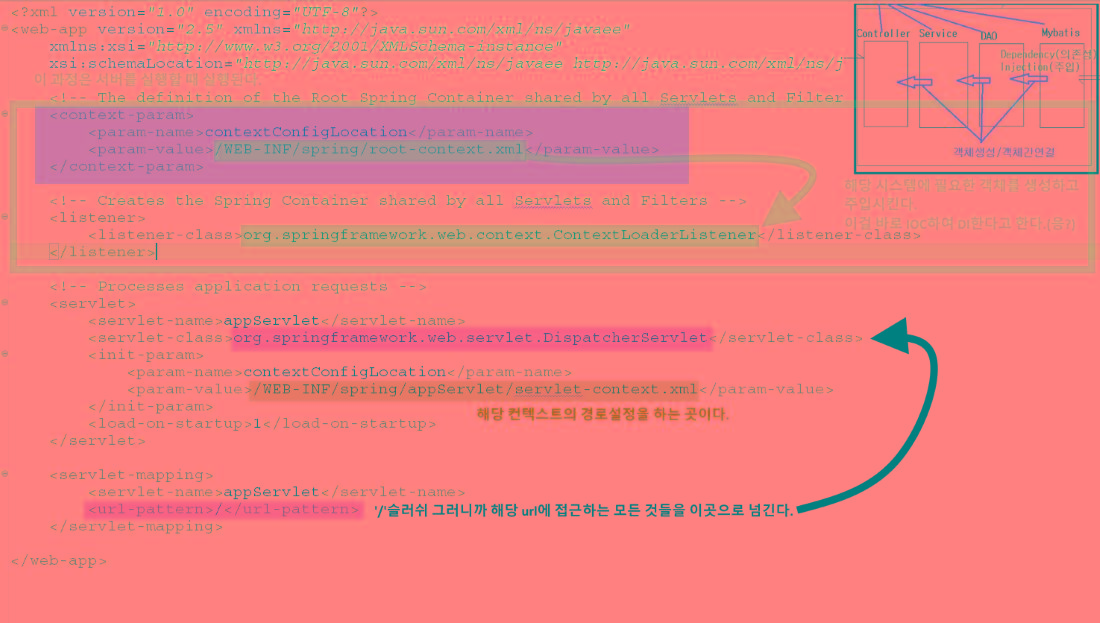 <?xml version="1.0" encoding="UTF-8"?>
<web-app version="2.5" xmlns="http://java.sun.com/xml/ns/javaee"
xmlns:xsi="http://www.w3.org/2001/XMLSchema-instance"
xsi:schemaLocation="http://java.sun.com/xml/ns/javaee http://java.sun.com/xml/ns/j
이 과정은 서버를 실행할 때 실행된다.
<!-- The definition of the Root Spring Container shared by all Servlets and Filter
<context-param>
<param-name>contextConfigLocation</param-name>
<param-value>/WEB-INF/spring/root-context.xml</param-value>
</context-param>
<!-- Creates the Spring Container shared by all Servlets and Filters -->
<listener>
<listener-class>org.springframework.web.context.ContextLoaderListener</listener-class>
</listener>
Controller Service DAO Mybatis
Dependency(의존성)
Injection(주입)
객체생성/객체간연결
해당 시스템에 필요한 객체를 생성하고
주입시킨다.
이걸 바로 IOC하며 DI한다고 한다.(응?)
<!-- Processes application requests -->
<servlet>
<servlet-name>appServlet</servlet-name>
<servlet-class>org.springframework.web.servlet.DispatcherServlet</servlet-class>
<init-param>
<param-name>contextConfigLocation</param-name>
<param-value>/WEB-INF/spring/appServlet/servlet-context.xml</param-value>
</init-param>
해당 컨텍스트의 경로설정을 하는 곳이다.
<load-on-startup>1</load-on-startup>
</servlet>
<servlet-mapping>
<servlet-name>appServlet</servlet-name>
<url-pattern>/</url-pattern> '/'슬러쉬 그러니까 해당 url에 접근하는 모든 것들을 이곳으로 넘긴다.
</servlet-mapping>
</web-app>